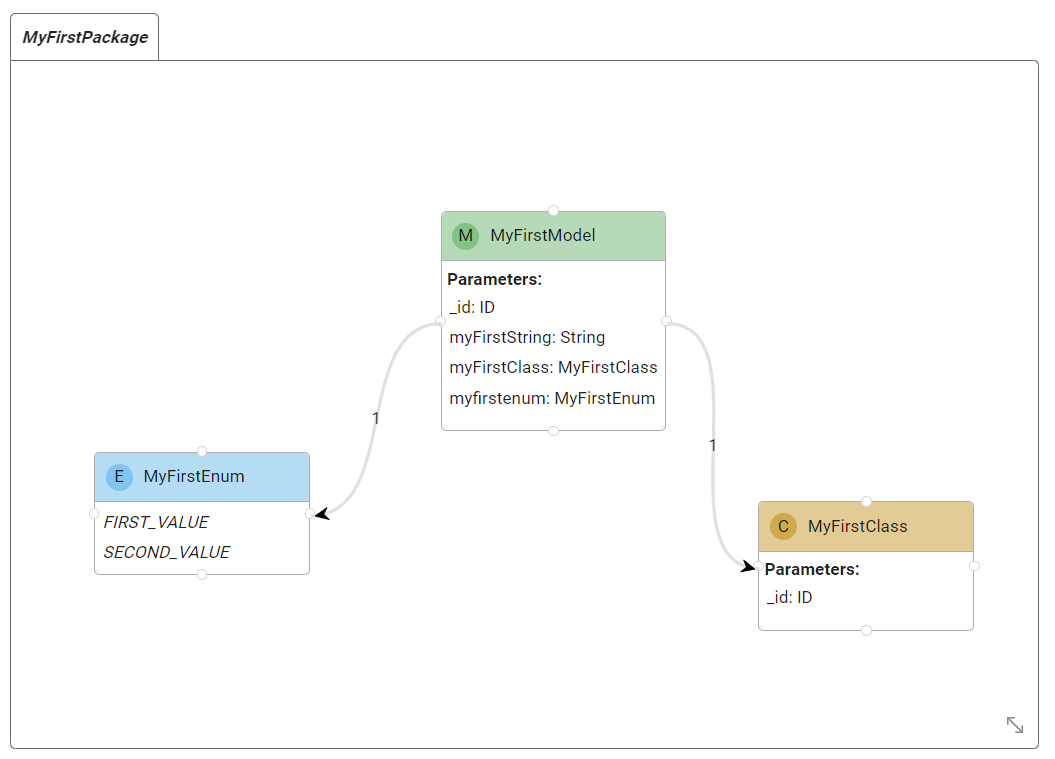 MyFirstPackage
M MyFirstModel
Parameters:
_id: ID
myFirstString: String
myFirstClass: MyFirstClass
myfirstenum: MyFirstEnum
1
1
E MyFirstEnum
FIRST_VALUE
SECOND_VALUE
C MyFirstClass
Parameters:
_id: ID